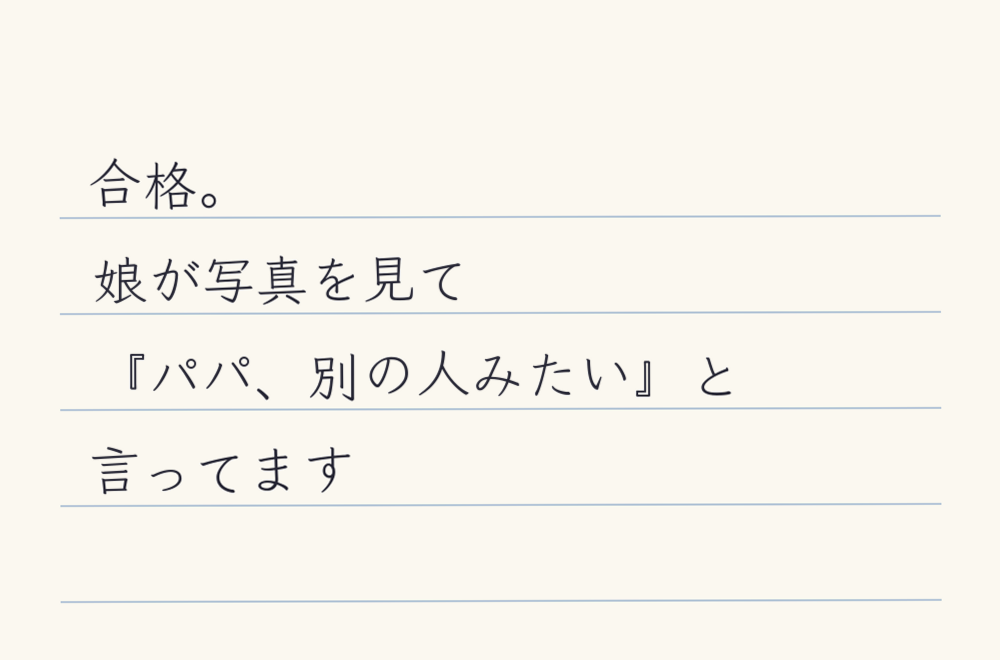 合格。
娘が写真を見て
『パパ、別の人みたい』と
言ってます